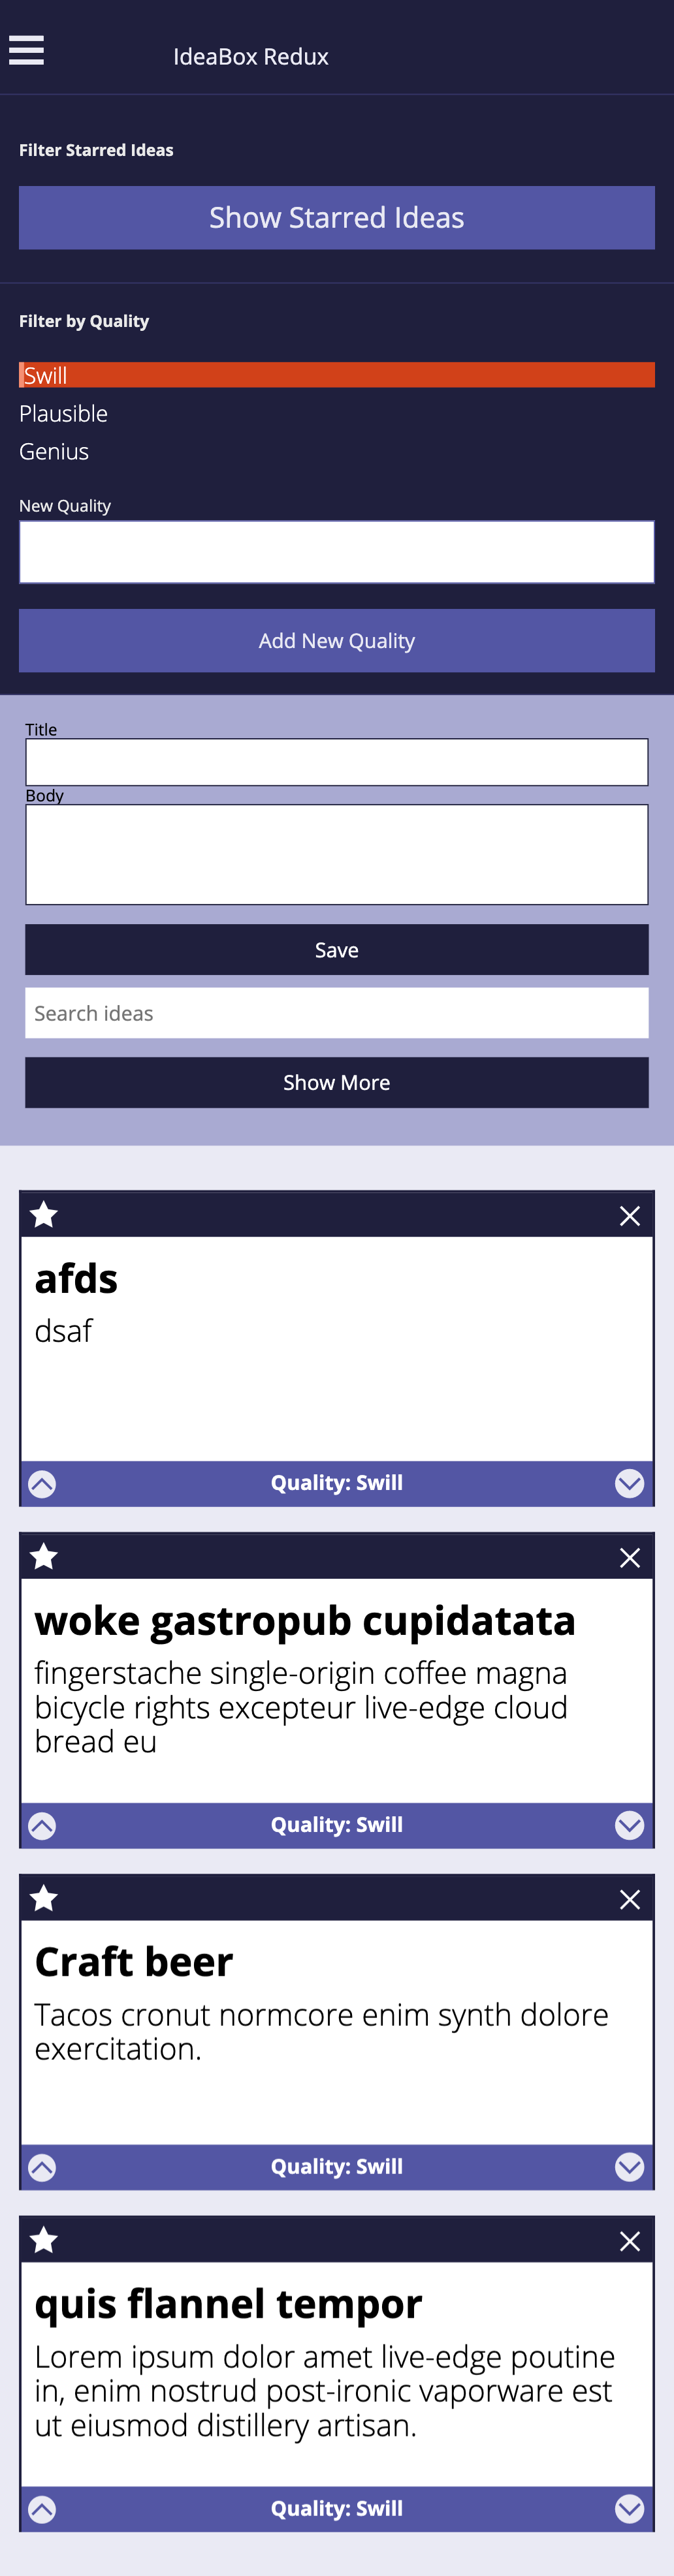 IdeaBox Redux
Filter Starred Ideas
Show Starred Ideas
Filter by Quality
Swill
Plausible
Genius
New Quality
Add New Quality
Title
Body
Save
Search ideas
Show More
afds
dsaf
Quality: Swill
woke gastropub cupidatata
fingerstache single-origin coffee magna
bicycle rights excepteur live-edge cloud
bread eu
Quality: Swill
Craft beer
Tacos cronut normcore enim synth dolore
exercitation.
Quality: Swill
quis flannel tempor
Lorem ipsum dolor amet live-edge poutine
in, enim nostrud post-ironic vaporware est
ut eiusmod distillery artisan.
Quality: Swill